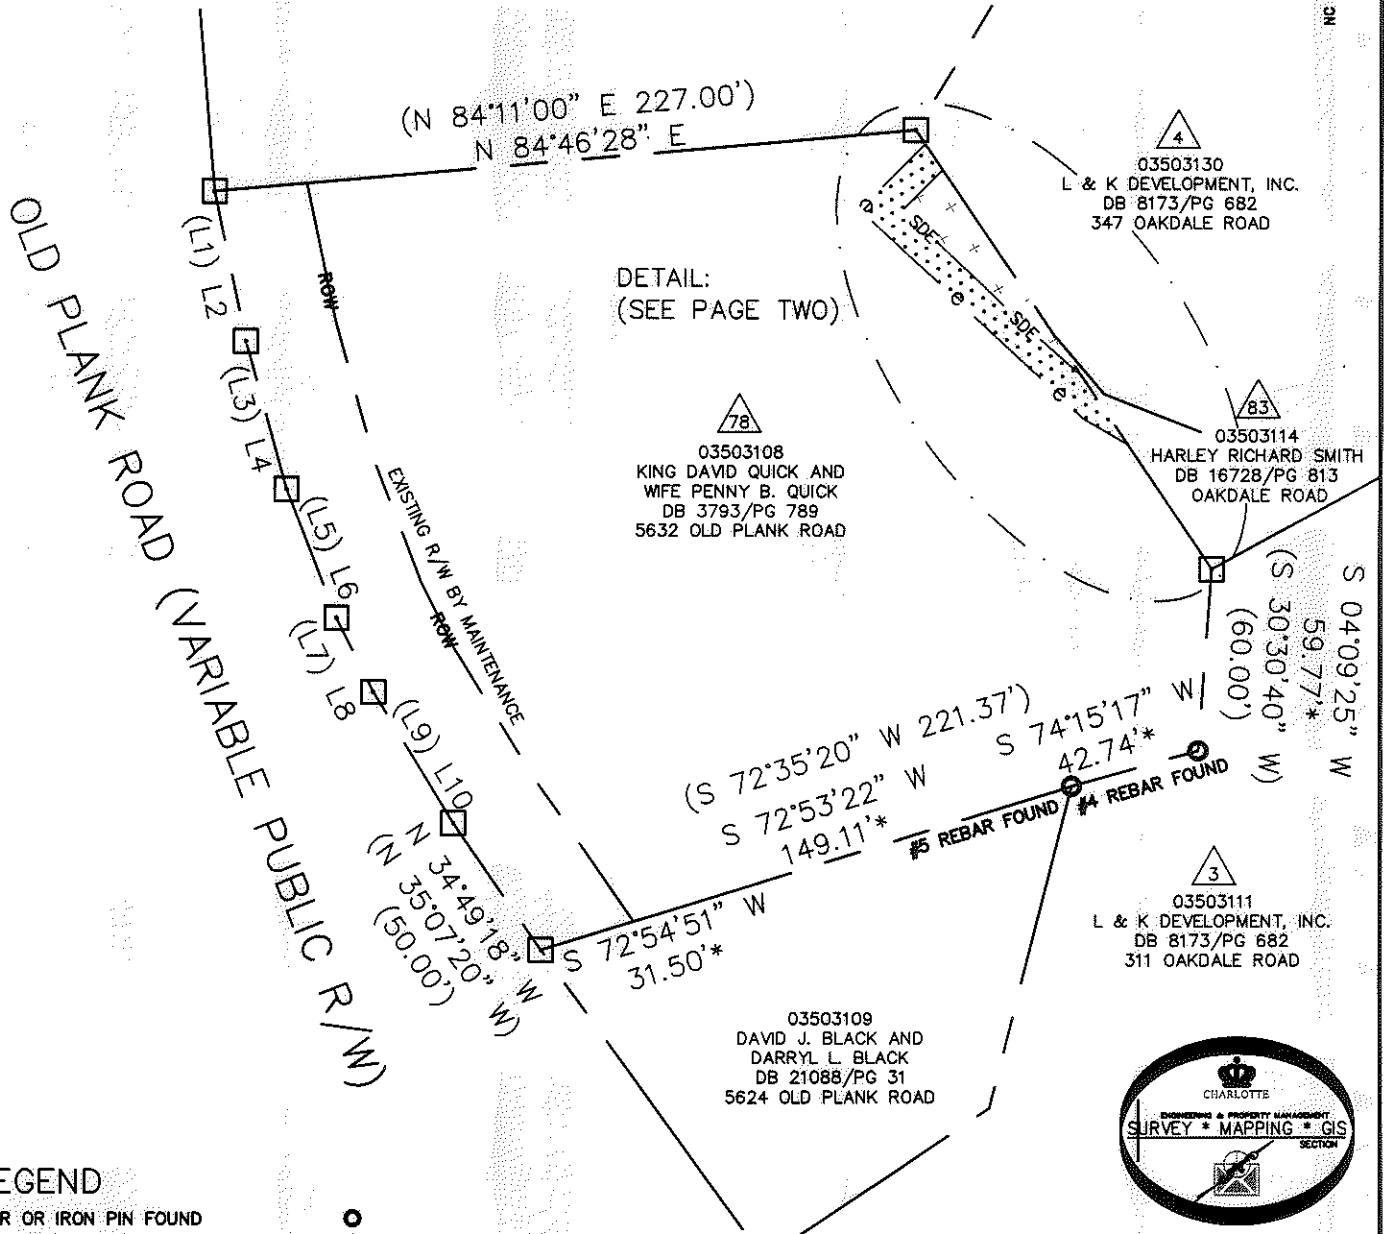 NC
(N 84°11'00" E 227.00')
N 84°46'28" E
4
03503130
L & K DEVELOPMENT, INC.
DB 8173/PG 682
347 OAKDALE ROAD
(L1) L2
ROW
OLD PLANK ROAD (VARIABLE PUBLIC R/W)
DETAIL:
(SEE PAGE TWO)
e
SDE
e
SDE
e
(L3) L4
78
03503108
KING DAVID QUICK AND
WIFE PENNY B. QUICK
DB 3793/PG 789
5632 OLD PLANK ROAD
83
03503114
HARLEY RICHARD SMITH
DB 16728/PG 813
OAKDALE ROAD
EXISTING R/W BY MAINTENANCE
ROW
(L5) L6
(L7) L8
(L9) L10
S 04°09'25" W
59.77'*
(S 30°30'40" W)
(60.00')
(S 72°35'20" W 221.37')
S 72°53'22" W
149.11'*
S 74°15'17" W
42.74'*
#5 REBAR FOUND
#4 REBAR FOUND
N 34°49'18" W
(N 35°07'20" W)
(50.00')
S 72°54'51" W
31.50'*
3
03503111
L & K DEVELOPMENT, INC.
DB 8173/PG 682
311 OAKDALE ROAD
03503109
DAVID J. BLACK AND
DARRYL L. BLACK
DB 21088/PG 31
5624 OLD PLANK ROAD
CHARLOTTE
ENGINEERING & PROPERTY MANAGEMENT
SURVEY * MAPPING * GIS
SECTION
EGEND
R OR IRON PIN FOUND